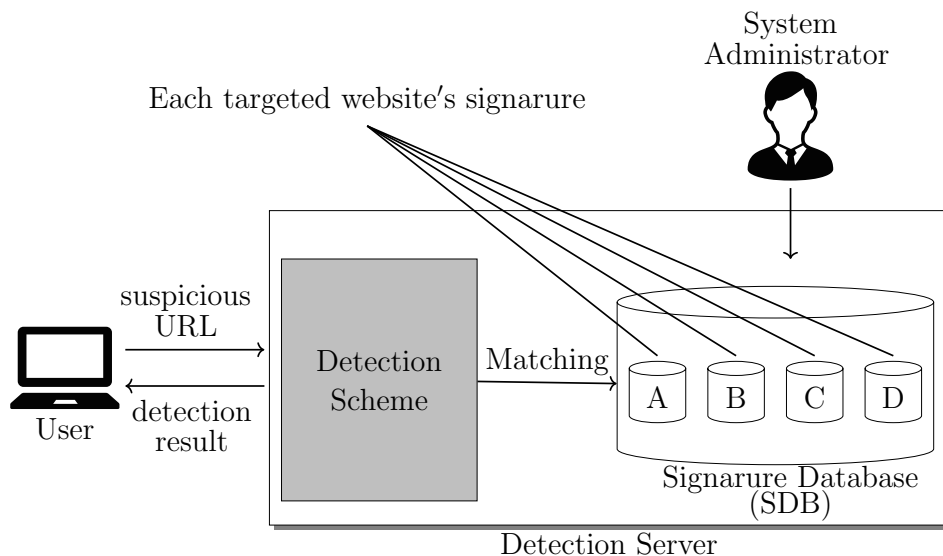 System
Administrator
Each targeted website's signarure
suspicious
URL
Detection
Scheme
Matching
A
B
C
D
detection
result
User
Signarure Database
(SDB)
Detection Server